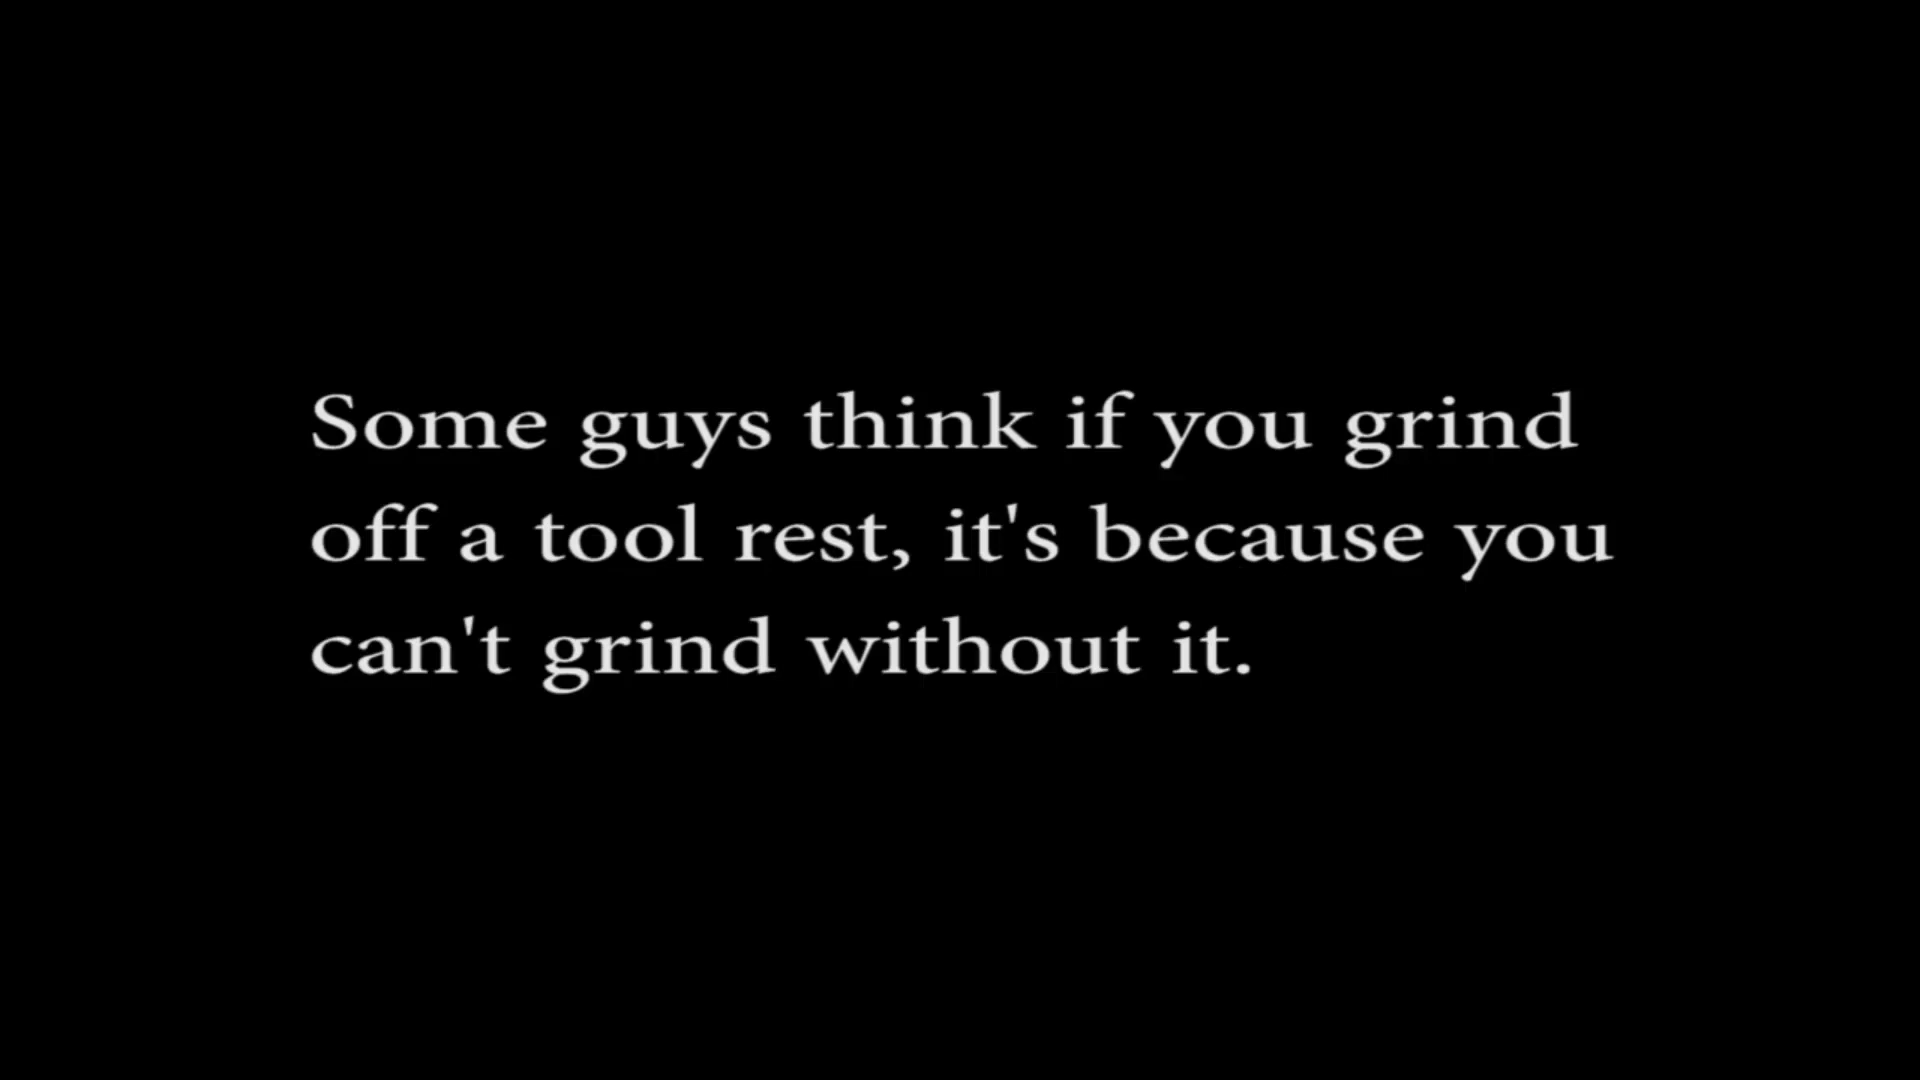 Some guys think if you grind
off a tool rest, it's because you
can't grind without it.